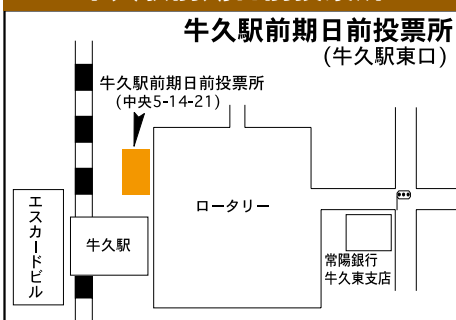 牛久駅前期日前投票所
(牛久駅東口)
牛久駅前期日前投票所
(中央5-14-21)
ロータリー
エスカードビル
牛久駅
常陽銀行
牛久東支店